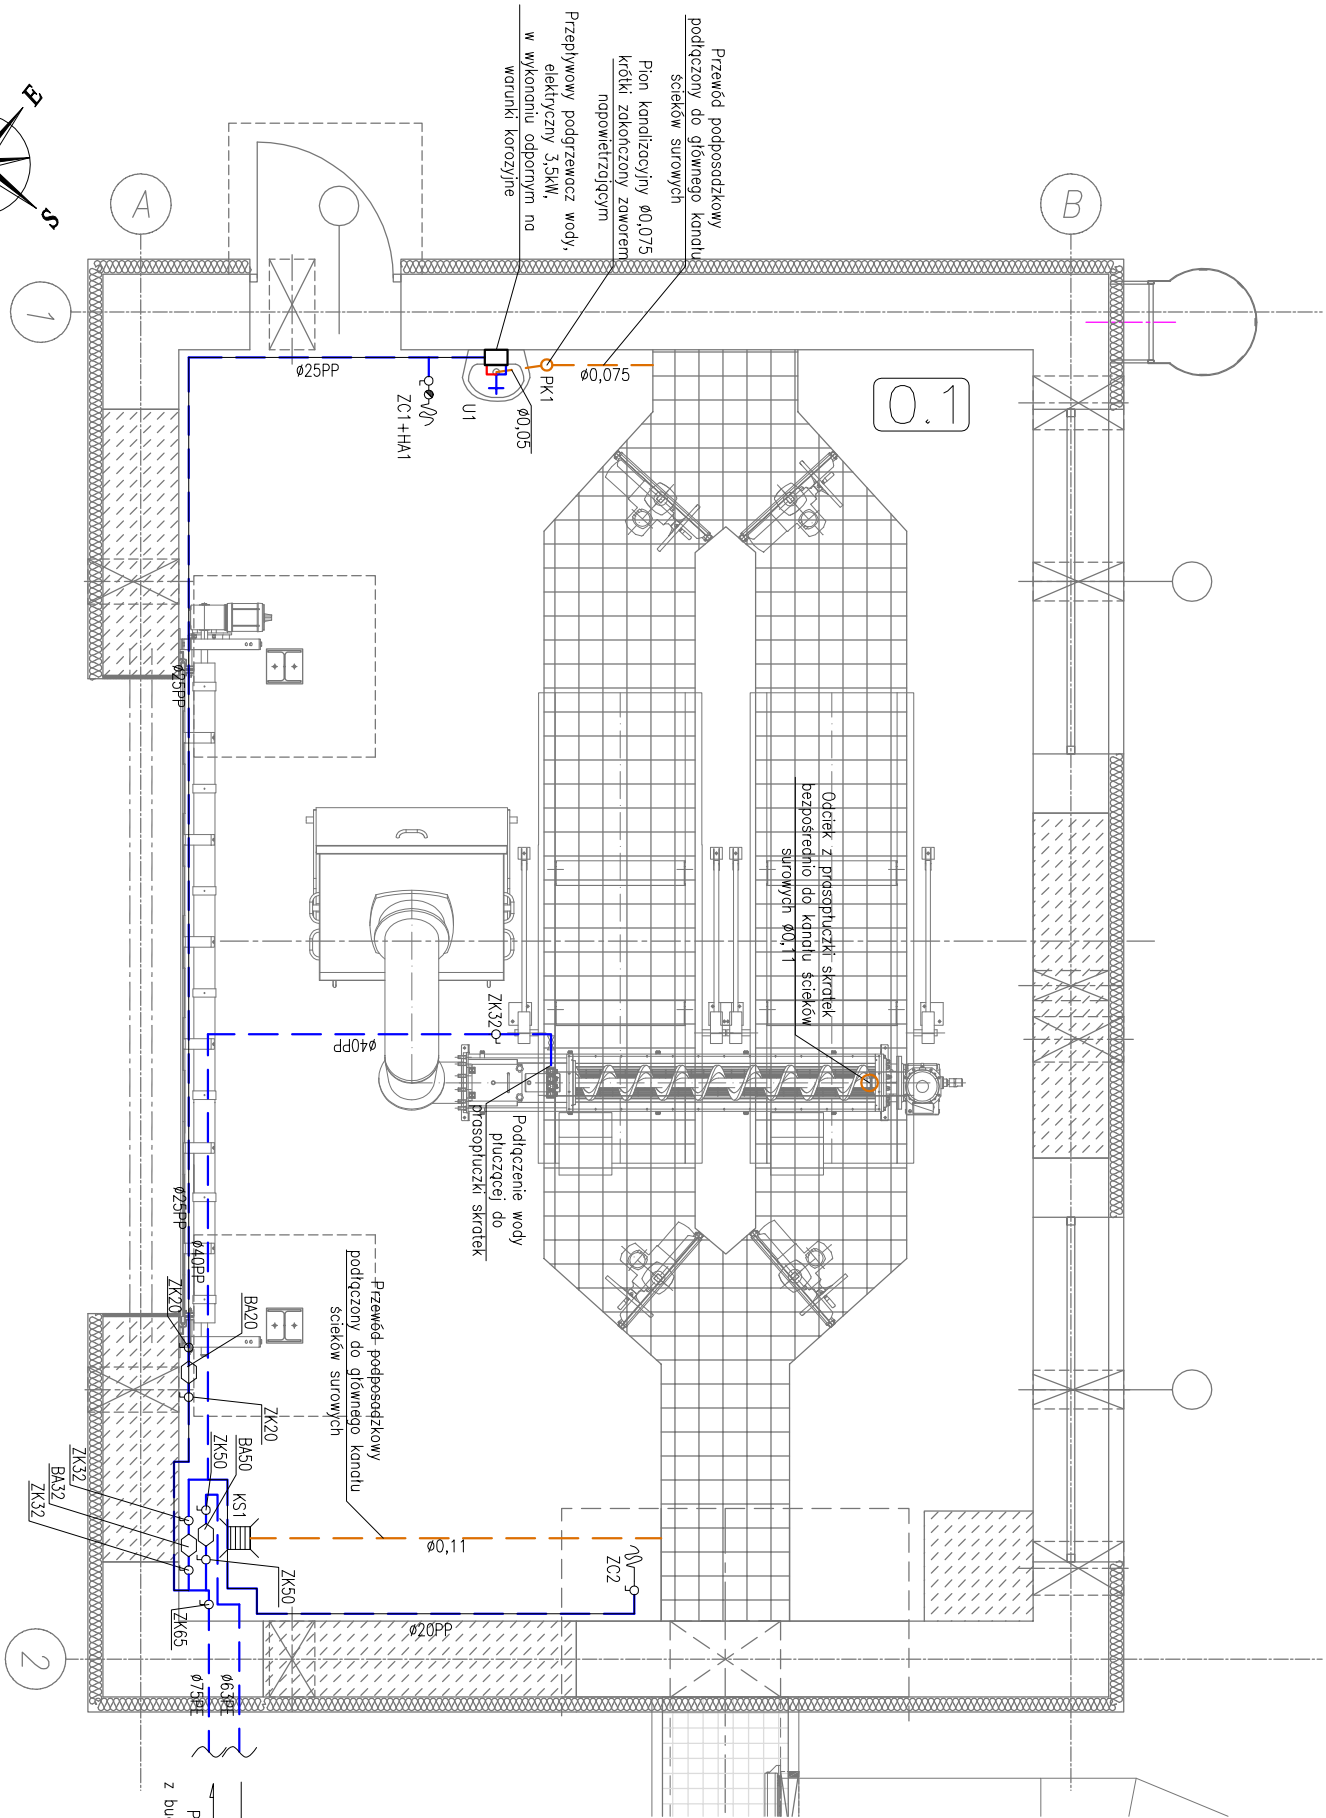 Przewód podposadzkowy
podłączony do głównego kanału
ścieków surowych
Pion kanalizacyjny ø0,075
krótki zakończony zaworem
napowietrzającym
Przepływowy podgrzewacz wody,
elektryczny 3,5kW,
w wykonaniu odpornym na
warunki korozyjne
E
S
A
B
1
2
0.1
ø25PP
ZC1+HA1
U1
ø0,05
PK1
ø0,075
ø25PP
Odciek z prasopłuczki skratek
bezpośrednio do kanału ścieków
surowych ø0,11
ZK32
ø40PP
Podłączenie wody
płuczącej do
prasopłuczki skratek
ø25PP
ø40PP
ZK20
BA20
ZK20
Przewód podposadzkowy
podłączony do głównego kanału
ścieków surowych
ZK50
BA50
KS1
ZK32
BA32
ZK32
ZK50
ZK65
ø0,11
ZC2
ø20PP
ø75PE
ø63PE
P
z bu